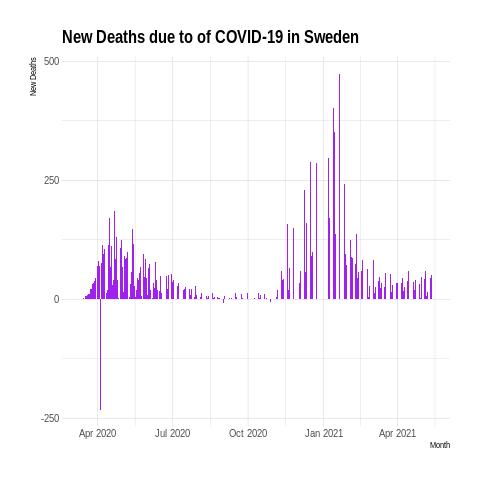 New Deaths due to of COVID-19 in Sweden
New Deaths
500
250
0
-250
Apr 2020 Jul 2020 Oct 2020 Jan 2021 Apr 2021
Month